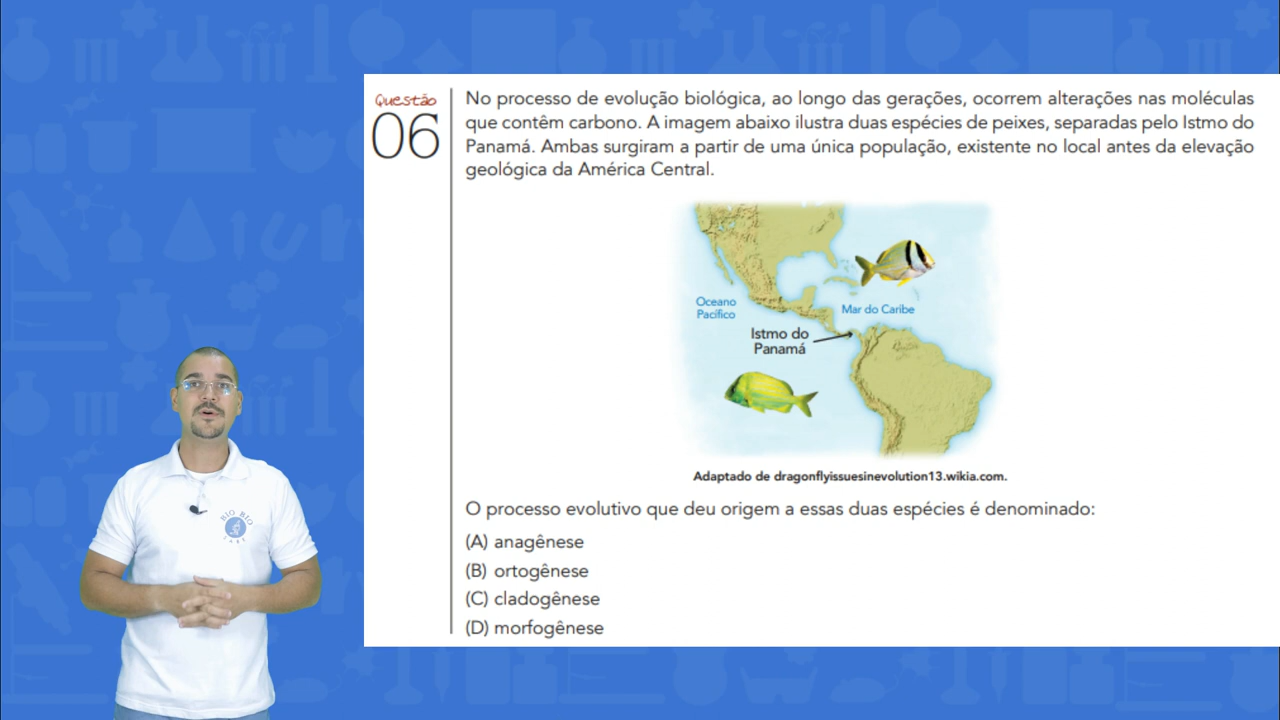 Questão
06
No processo de evolução biológica, ao longo das gerações, ocorrem alterações nas moléculas
que contêm carbono. A imagem abaixo ilustra duas espécies de peixes, separadas pelo Istmo do
Panamá. Ambas surgiram a partir de uma única população, existente no local antes da elevação
geológica da América Central.
Oceano
Pacífico
Mar do Caribe
Istmo do
Panamá
Adaptado de dragonflyissuesinevolution13.wikia.com.
O processo evolutivo que deu origem a essas duas espécies é denominado:
(A) anagênese
(B) ortogênese
(C) cladogênese
(D) morfogênese
BIO BIO